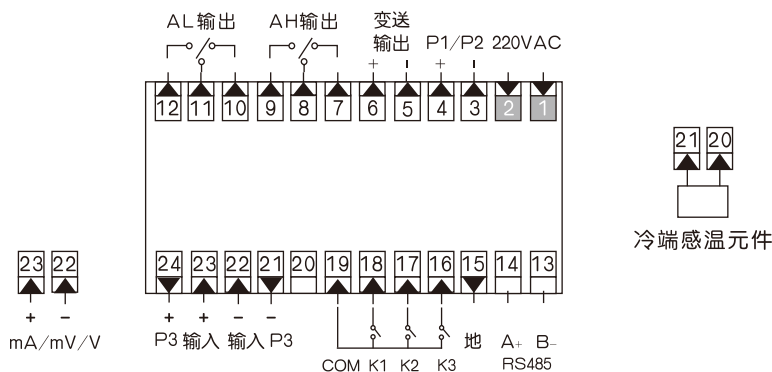 AL输出 AH输出 变送
输出 P1/P2 220VAC
+ - + -
12 11 10 9 8 7 6 5 4 3 2 1
21 20
冷端感温元件
23 22 24 23 22 21 20 19 18 17 16 15 14 13
+ - + + - -
mA/mV/V P3 输入 输入 P3 地 A+ B-
COM K1 K2 K3 RS485